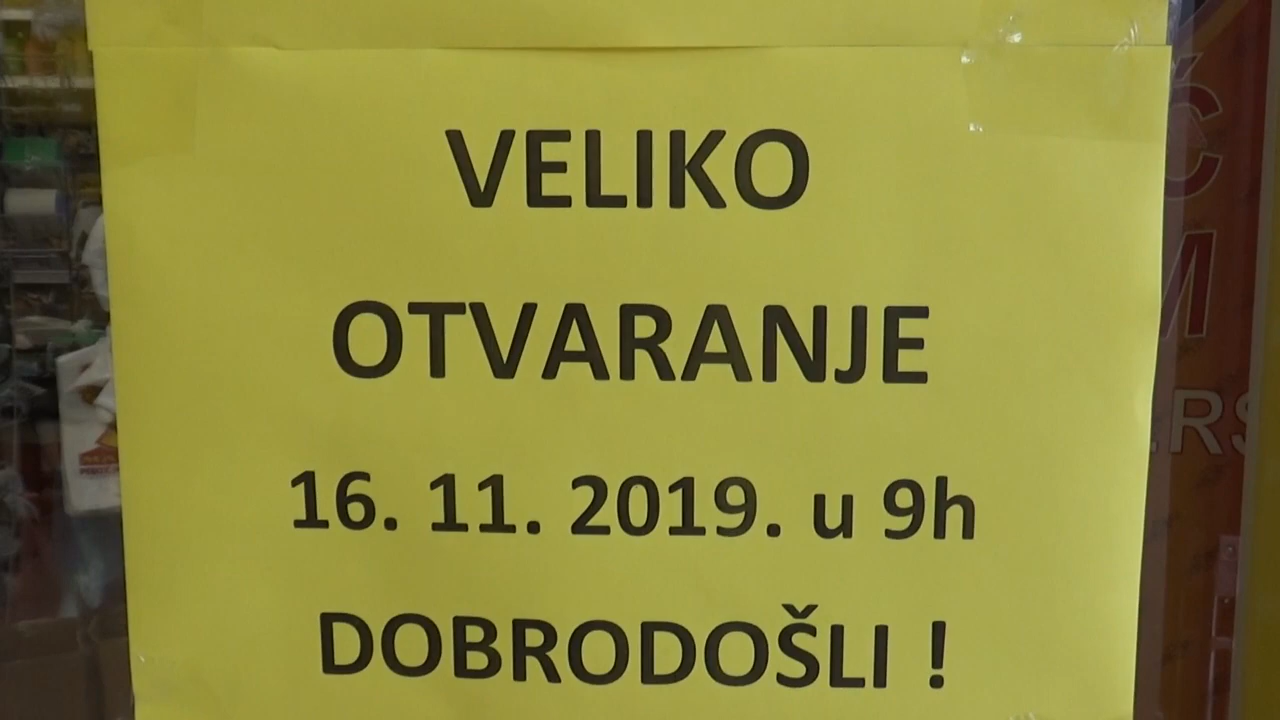 VELIKO
OTVARANJE
16. 11. 2019. u 9h
DOBRODOŠLI !